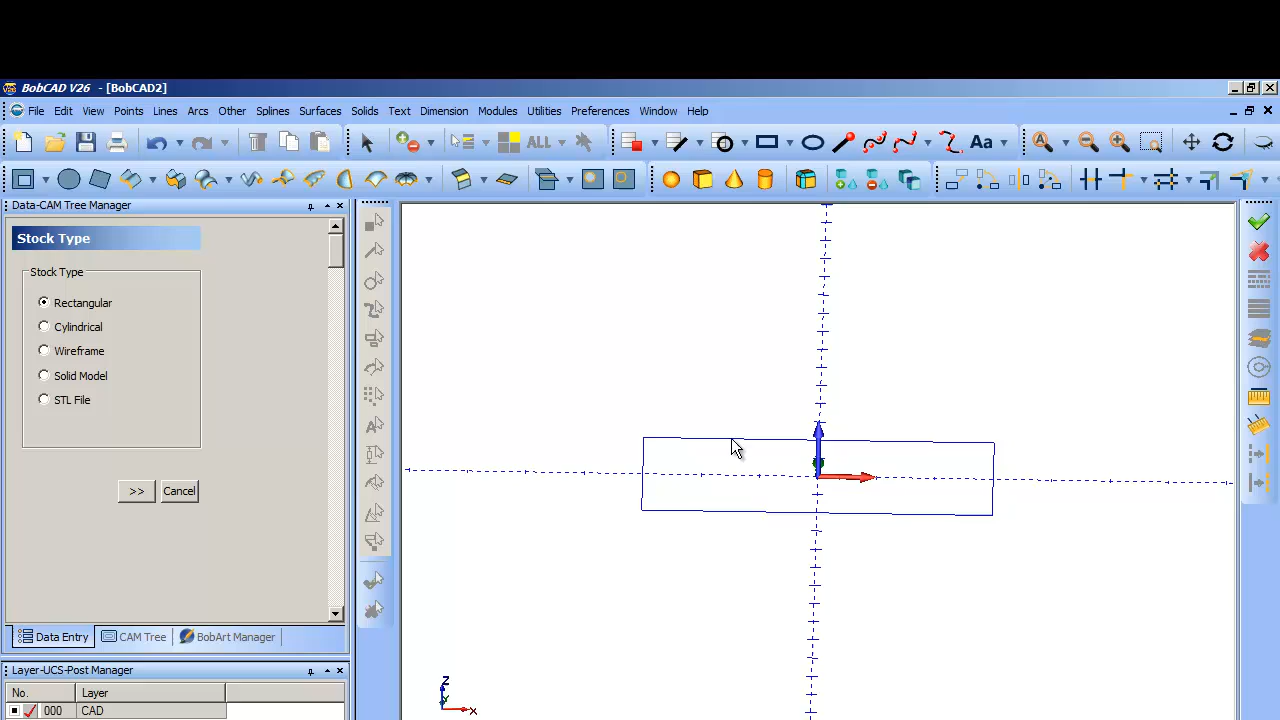 BobCAD V26 - [BobCAD2]
File Edit View Points Lines Arcs Other Splines Surfaces Solids Text Dimension Modules Utilities Preferences Window Help
ALL Aa
Data-CAM Tree Manager
Stock Type
Stock Type
Rectangular
Cylindrical
Wireframe
Solid Model
STL File
>> Cancel
Data Entry CAM Tree BobArt Manager
Layer-UCS-Post Manager
No. Layer
000 CAD
Z
Y
X